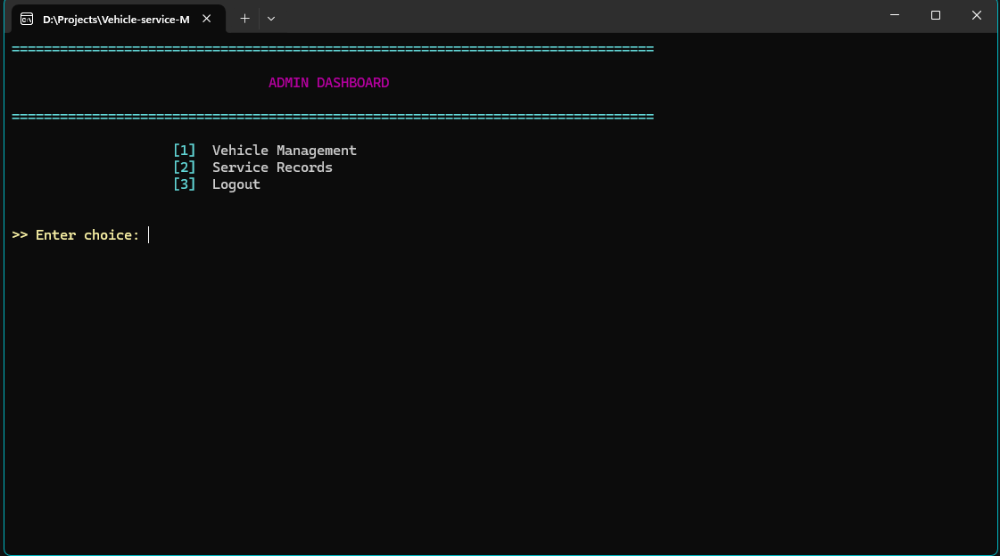 D:\Projects\Vehicle-service-M
================================================================================
ADMIN DASHBOARD
================================================================================
[1] Vehicle Management
[2] Service Records
[3] Logout
>> Enter choice: